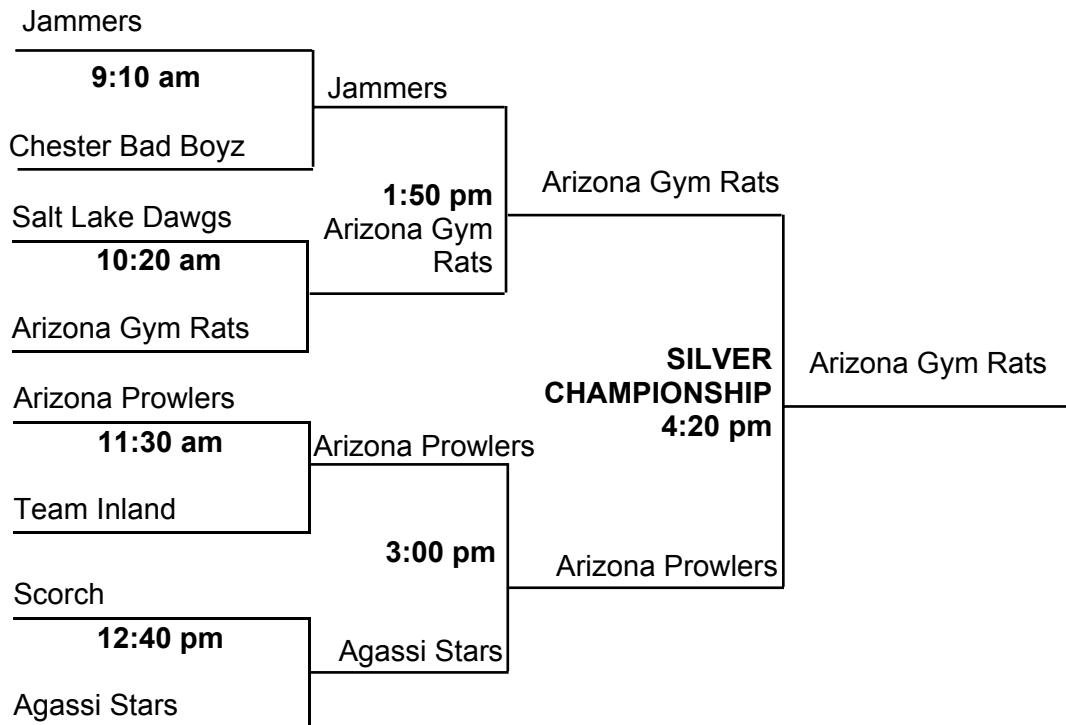 Jammers
9:10 am
Jammers
Chester Bad Boyz
Arizona Gym Rats
1:50 pm
Salt Lake Dawgs
Arizona Gym
Rats
10:20 am
Arizona Gym Rats
SILVER
CHAMPIONSHIP
4:20 pm
Arizona Gym Rats
Arizona Prowlers
11:30 am
Arizona Prowlers
Team Inland
3:00 pm
Arizona Prowlers
Scorch
12:40 pm
Agassi Stars
Agassi Stars